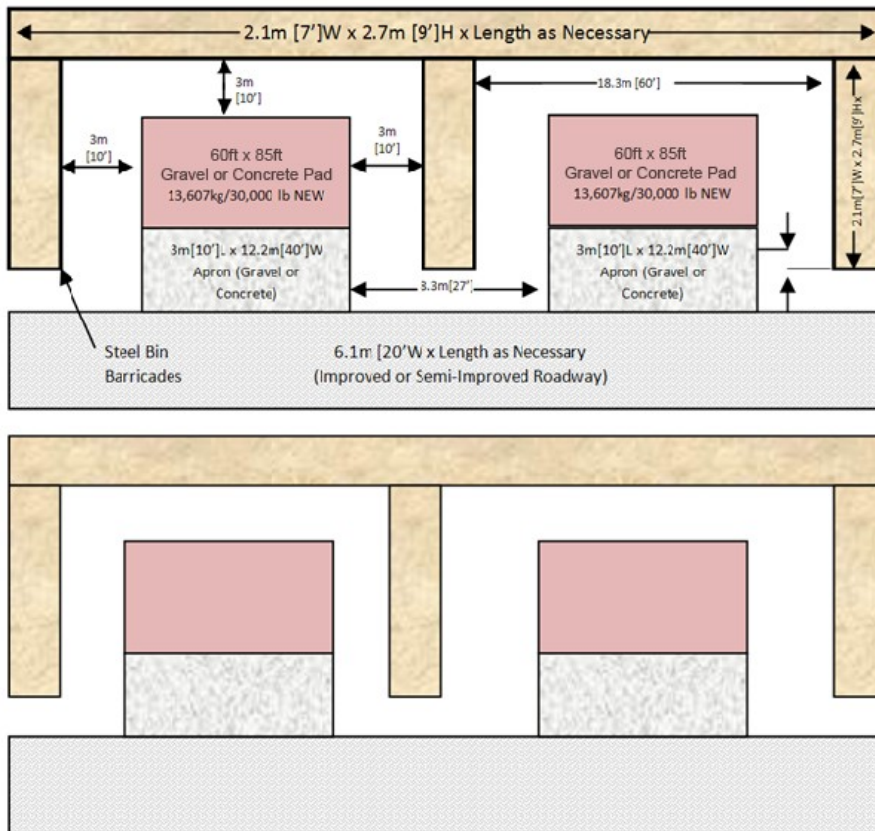 2.1m [7']W x 2.7m [9']H x Length as Necessary
3m
[10']
18.3m [60']
3m
[10']
3m
[10']
60ft x 85ft
Gravel or Concrete Pad
13,607kg/30,000 lb NEW
60ft x 85ft
Gravel or Concrete Pad
13,607kg/30,000 lb NEW
2.1m[7']W x 2.7m[9']Hx
3m[10']L x 12.2m[40']W
Apron (Gravel or
Concrete)
3m[10']L x 12.2m[40']W
Apron (Gravel or
Concrete)
8.3m[27']
Steel Bin
Barricades
6.1m [20'W x Length as Necessary
(Improved or Semi-Improved Roadway)